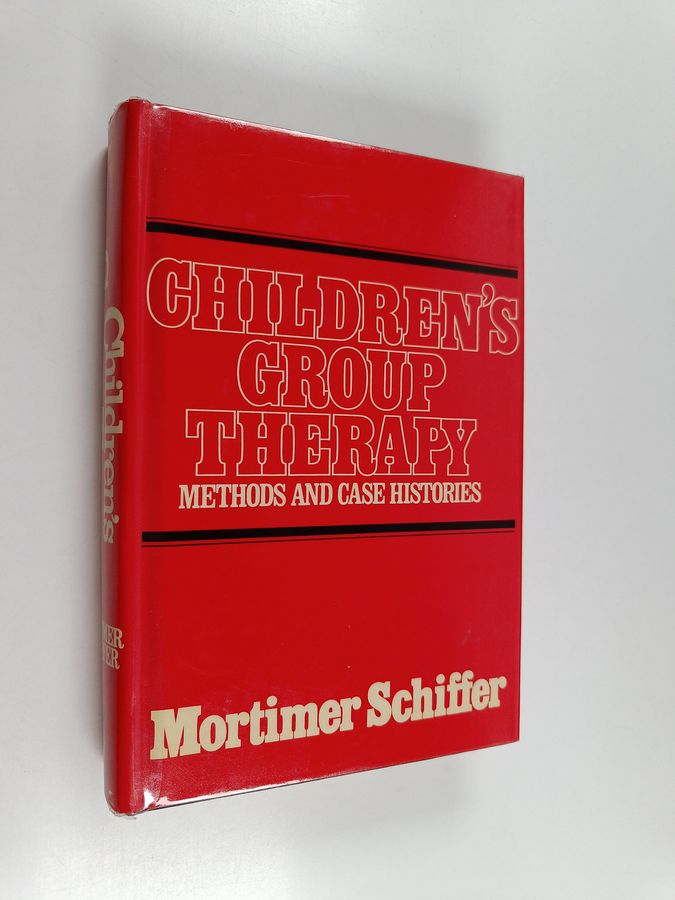 CHILDREN'S
GROUP
THERAPY
METHODS AND CASE HISTORIES
Mortimer Schiffer
Children's